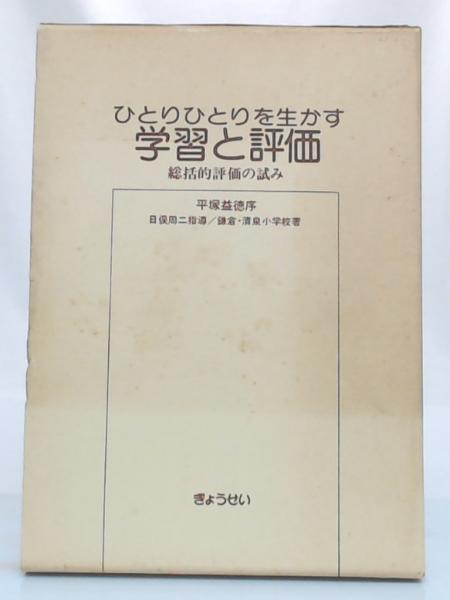 ひとりひとりを生かす
学習と評価
総括的評価の試み
平塚益徳序
日俣周二指導／鎌倉・清泉小学校著
ぎょうせい